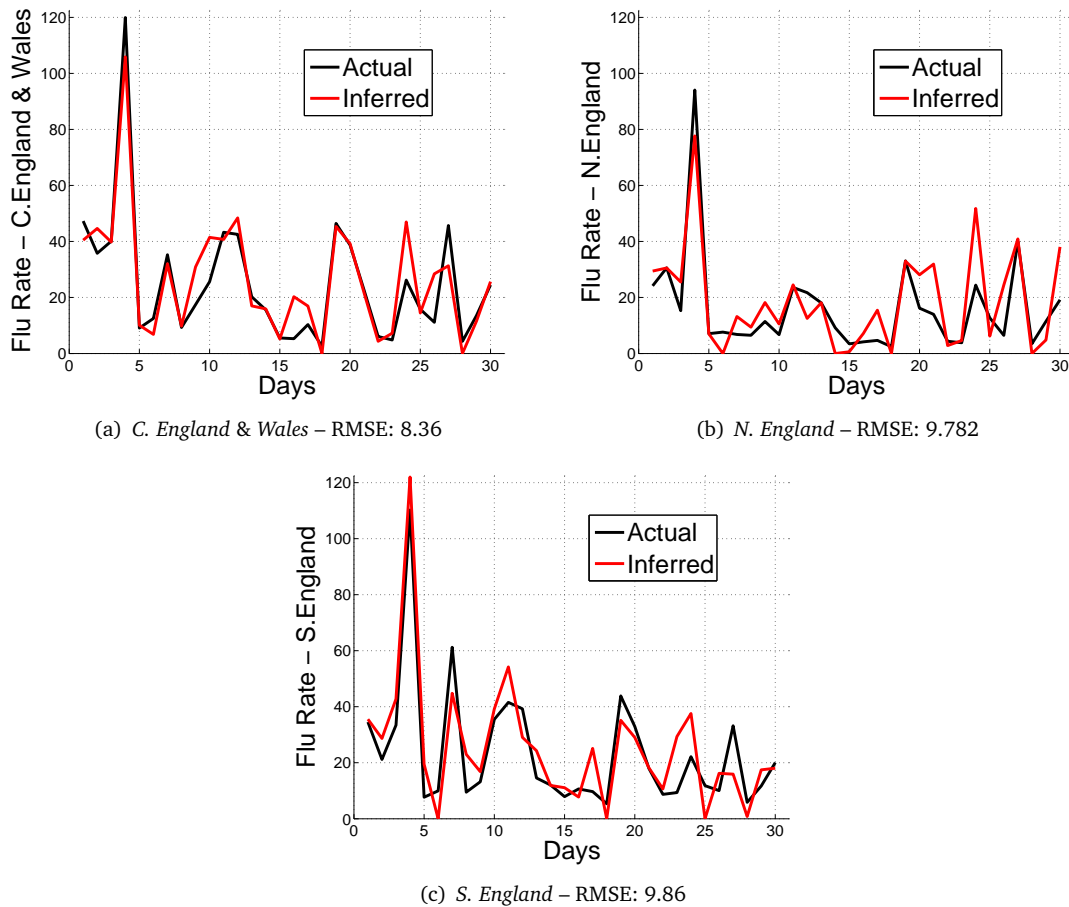 120
100
80
60
40
20
0
Flu Rate – C.England & Wales
Actual
Inferred
0 5 10 15 20 25 30
Days
(a) C. England & Wales – RMSE: 8.36
120
100
80
60
40
20
0
Flu Rate – N.England
Actual
Inferred
0 5 10 15 20 25 30
Days
(b) N. England – RMSE: 9.782
120
100
80
60
40
20
0
Flu Rate – S.England
Actual
Inferred
0 5 10 15 20 25 30
Days
(c) S. England – RMSE: 9.86